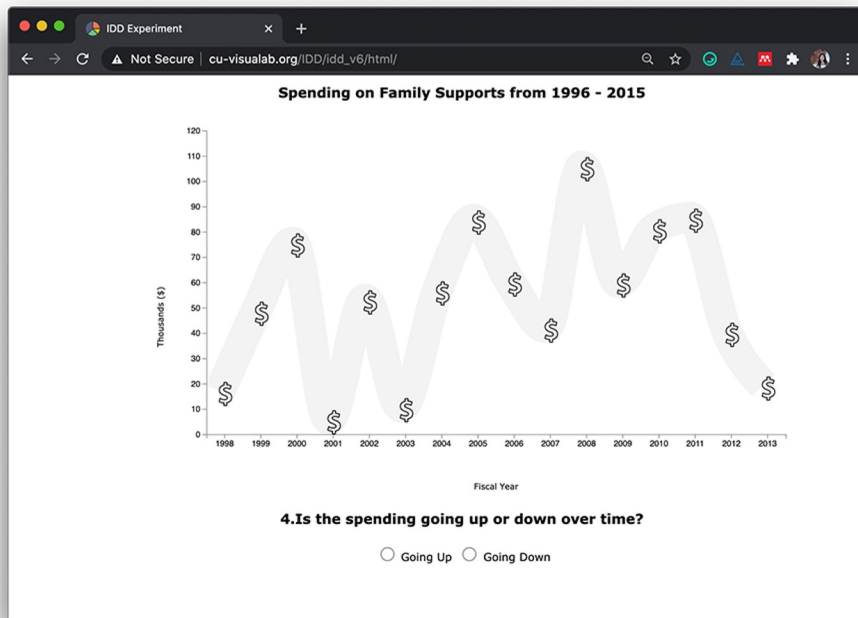 IDD Experiment
Not Secure | cu-visualab.org/IDD/idd_v6/html/
Spending on Family Supports from 1996 - 2015
120
110
100
90
80
70
60
50
40
30
20
10
0
Thousands ($)
$ $ $ $ $ $ $ $ $ $ $ $ $ $ $ $
1998 1999 2000 2001 2002 2003 2004 2005 2006 2007 2008 2009 2010 2011 2012 2013
Fiscal Year
4.Is the spending going up or down over time?
Going Up Going Down